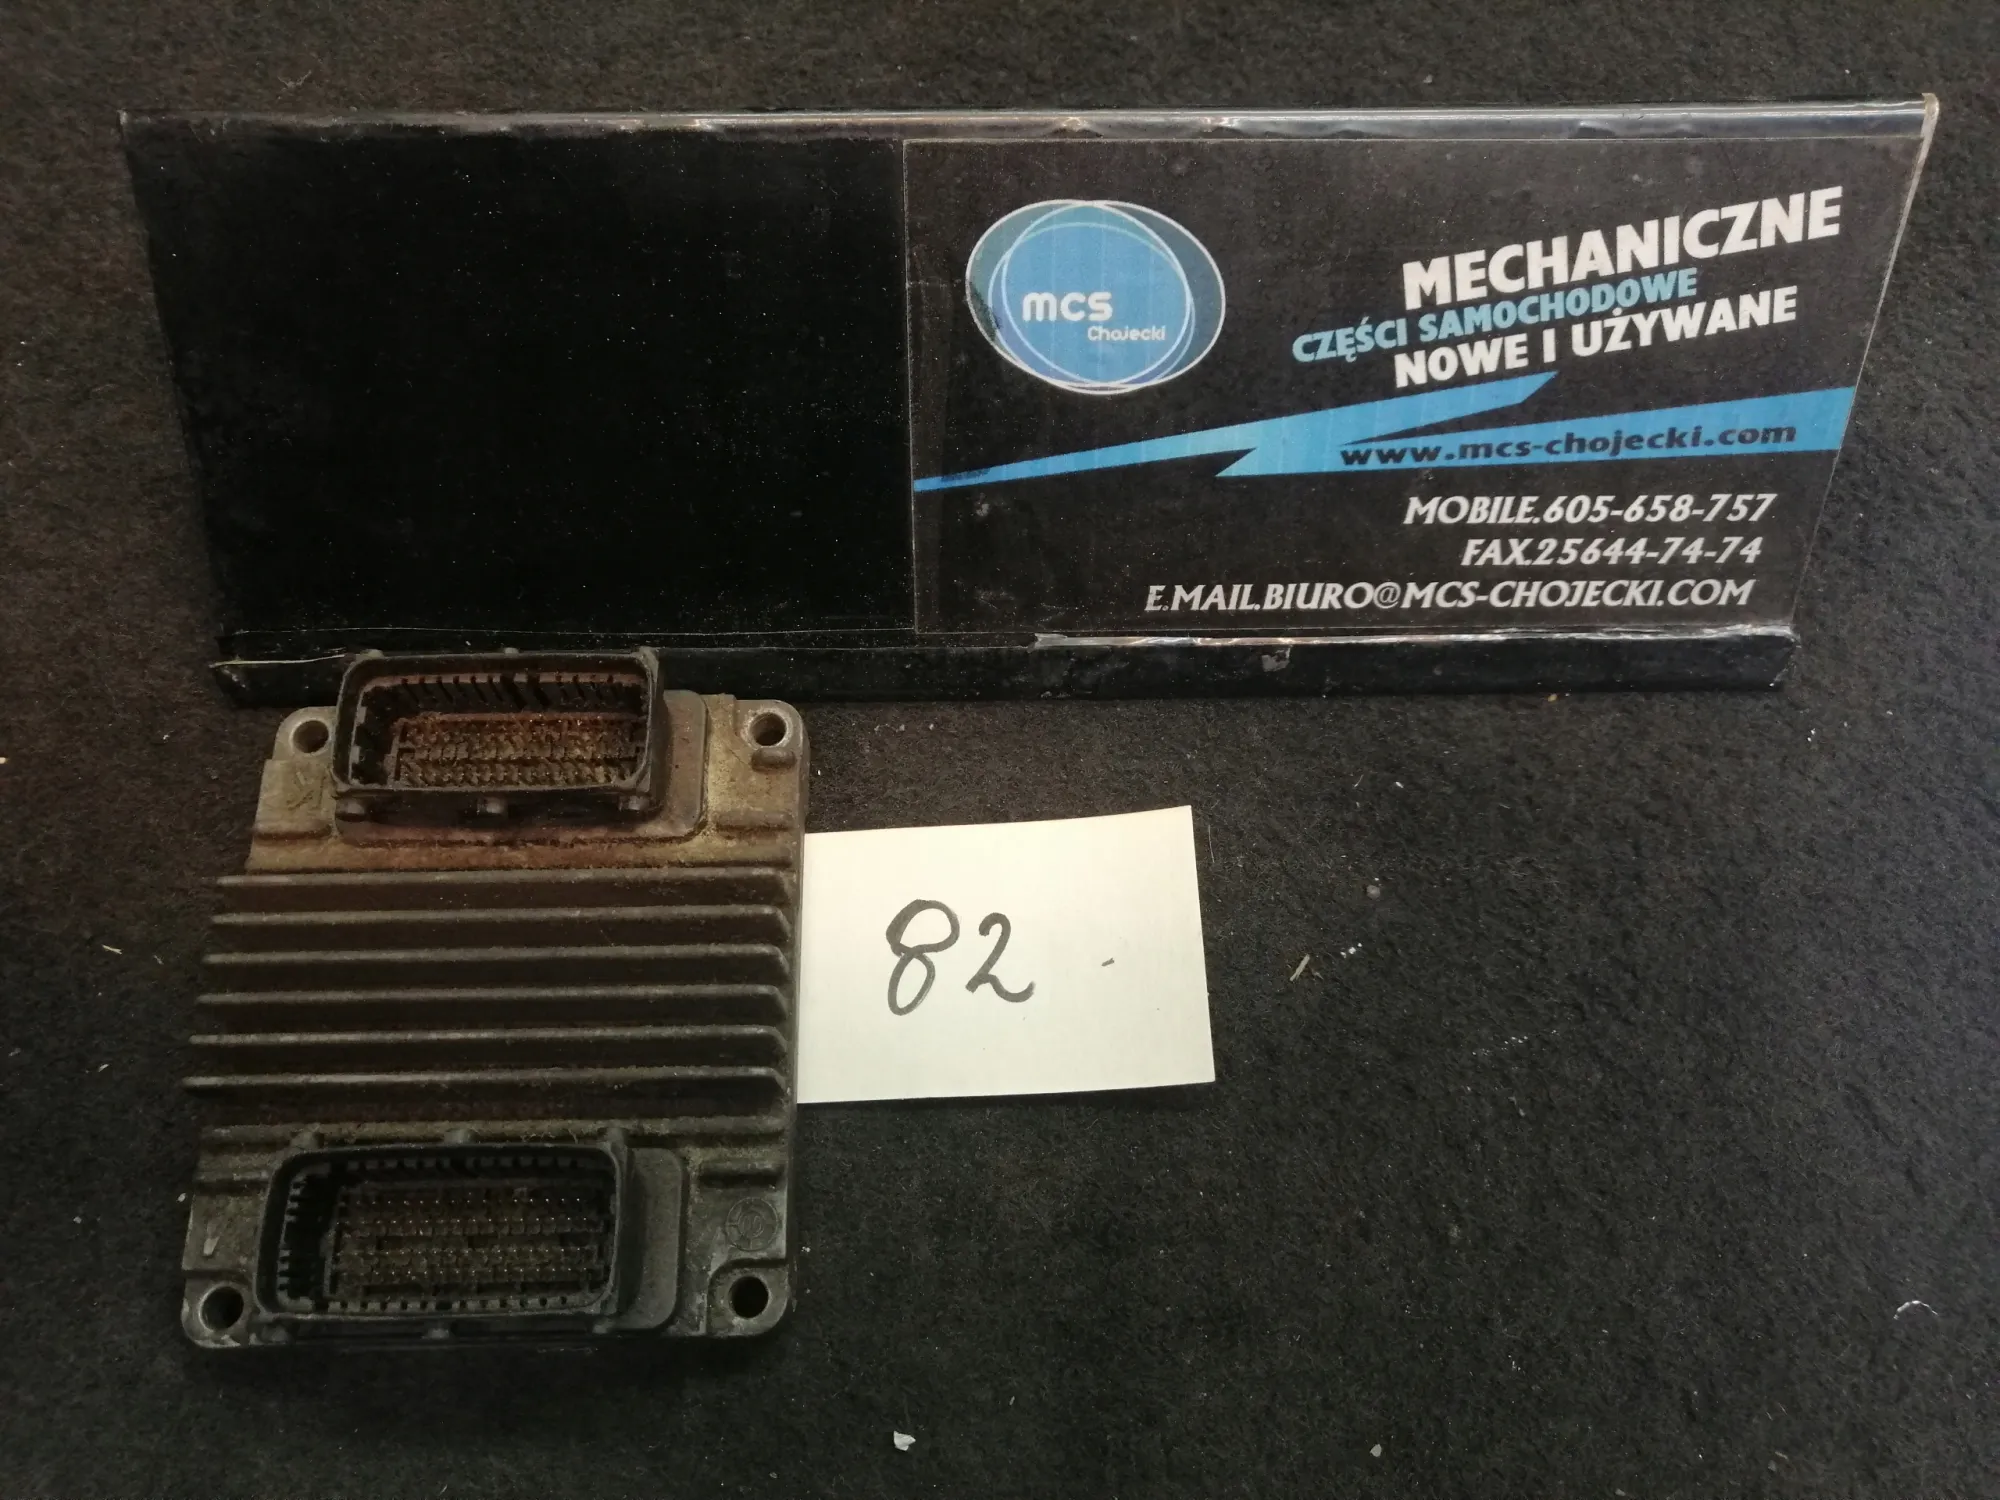 mcs
Chojecki
MECHANICZNE
CZĘŚCI SAMOCHODOWE
NOWE I UŻYWANE
www.mcs-chojecki.com
MOBILE.605-658-757
FAX.25644-74-74
E.MAIL.BIURO@MCS-CHOJECKI.COM
82